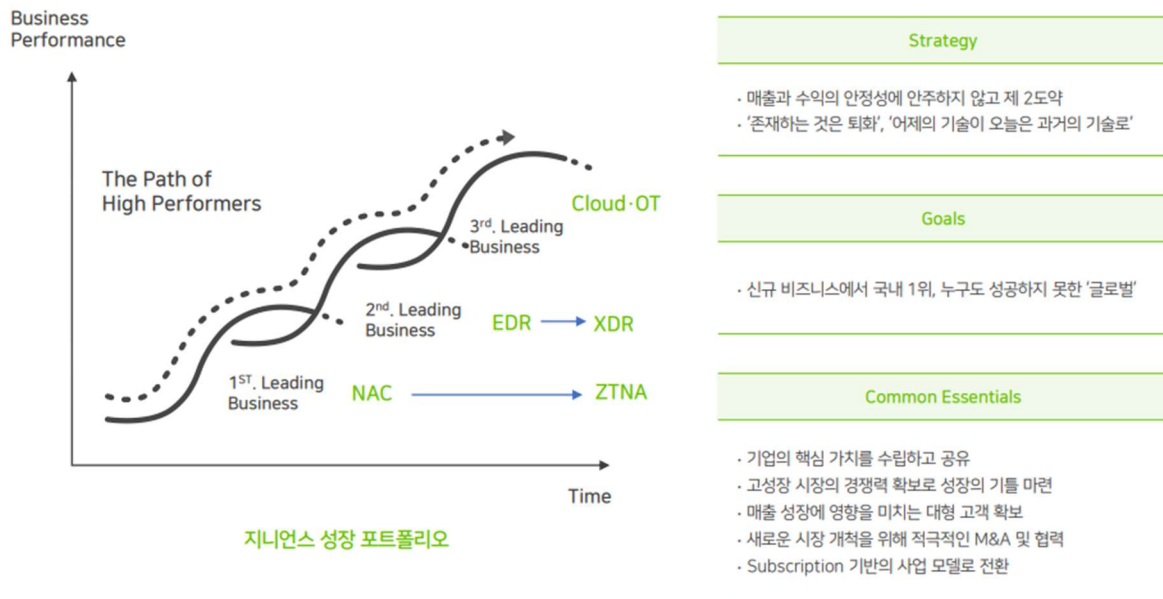 Business
Performance
The Path of
High Performers
Cloud·OT
3rd. Leading
Business
2nd. Leading
Business
EDR
XDR
1ST. Leading
Business
NAC
ZTNA
Time
지니언스 성장 포트폴리오
Strategy
· 매출과 수익의 안정성에 안주하지 않고 제 2도약
· ‘존재하는 것은 퇴화’, ‘어제의 기술이 오늘은 과거의 기술로’
Goals
· 신규 비즈니스에서 국내 1위, 누구도 성공하지 못한 ‘글로벌’
Common Essentials
· 기업의 핵심 가치를 수립하고 공유
· 고성장 시장의 경쟁력 확보로 성장의 기틀 마련
· 매출 성장에 영향을 미치는 대형 고객 확보
· 새로운 시장 개척을 위해 적극적인 M&A 및 협력
· Subscription 기반의 사업 모델로 전환